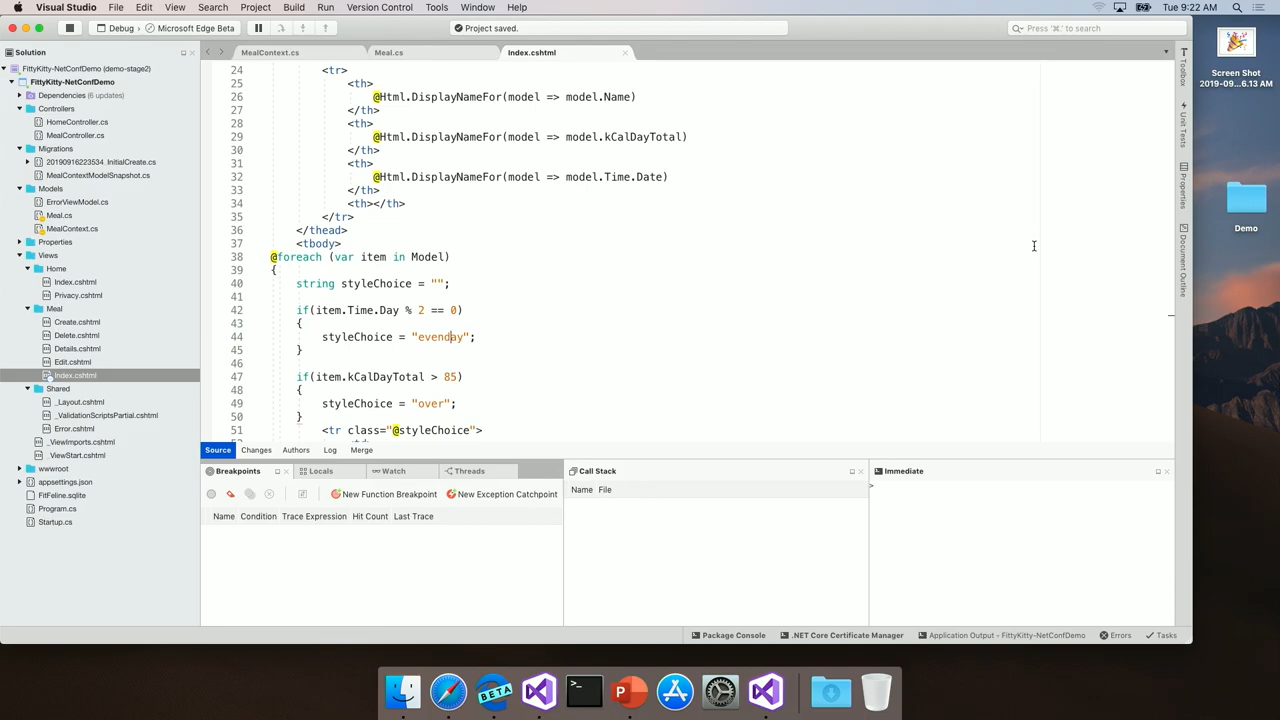 Visual Studio File Edit View Search Project Build Run Version Control Tools Window Help Tue 9:22 AM
Debug Microsoft Edge Beta Project saved. Press '⌘.' to search
Solution
MealContext.cs Meal.cs Index.cshtml
FittyKitty-NetConfDemo (demo-stage2)
FittyKitty-NetConfDemo
Dependencies (6 updates)
Controllers
HomeController.cs
MealController.cs
Migrations
20190916223534_InitialCreate.cs
MealContextModelSnapshot.cs
Models
ErrorViewModel.cs
Meal.cs
MealContext.cs
Properties
Views
Home
Index.cshtml
Privacy.cshtml
Meal
Create.cshtml
Delete.cshtml
Details.cshtml
Edit.cshtml
Index.cshtml
Shared
_Layout.cshtml
_ValidationScriptsPartial.cshtml
Error.cshtml
_ViewImports.cshtml
_ViewStart.cshtml
wwwroot
appsettings.json
FitFeline.sqlite
Program.cs
Startup.cs
24 <tr>
25 <th>
26 @Html.DisplayNameFor(model => model.Name)
27 </th>
28 <th>
29 @Html.DisplayNameFor(model => model.kCalDayTotal)
30 </th>
31 <th>
32 @Html.DisplayNameFor(model => model.Time.Date)
33 </th>
34 <th></th>
35 </tr>
36 </thead>
37 <tbody>
38 @foreach (var item in Model)
39 {
40 string styleChoice = "";
41
42 if(item.Time.Day % 2 == 0)
43 {
44 styleChoice = "evenday";
45 }
46
47 if(item.kCalDayTotal > 85)
48 {
49 styleChoice = "over";
50 }
51 <tr class="@styleChoice">
Source Changes Authors Log Merge
Breakpoints Locals Watch Threads
New Function Breakpoint New Exception Catchpoint
Name Condition Trace Expression Hit Count Last Trace
Call Stack
Name File
Immediate
>
Toolbox
Unit Tests
Properties
Document Outline
Package Console .NET Core Certificate Manager Application Output - FittyKitty-NetConfDemo Errors Tasks
Screen Shot
2019-09...6.13 AM
Demo
BETA